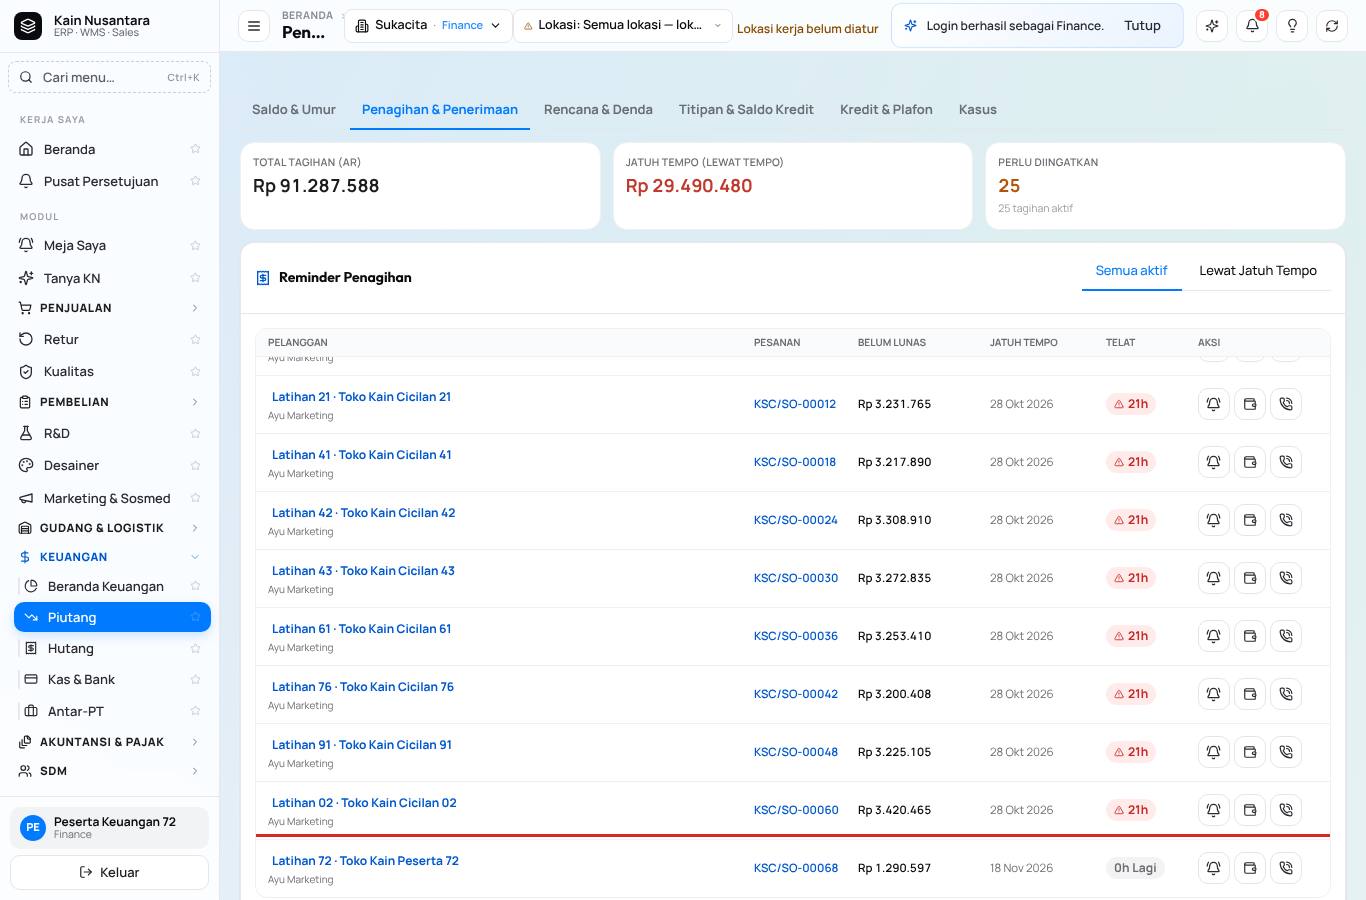 Kain Nusantara
ERP · WMS · Sales
Cari menu...
Ctrl+K
KERJA SAYA
Beranda
Pusat Persetujuan
MODUL
Meja Saya
Tanya KN
PENJUALAN
Retur
Kualitas
PEMBELIAN
R&D
Desainer
Marketing & Sosmed
GUDANG & LOGISTIK
KEUANGAN
Beranda Keuangan
Piutang
Hutang
Kas & Bank
Antar-PT
AKUNTANSI & PAJAK
SDM
PE
Peserta Keuangan 72
Finance
Keluar
BERANDA
Pen...
Sukacita · Finance
Lokasi: Semua lokasi — lok...
Lokasi kerja belum diatur
Login berhasil sebagai Finance.
Tutup
8
Saldo & Umur
Penagihan & Penerimaan
Rencana & Denda
Titipan & Saldo Kredit
Kredit & Plafon
Kasus
TOTAL TAGIHAN (AR)
Rp 91.287.588
JATUH TEMPO (LEWAT TEMPO)
Rp 29.490.480
PERLU DIINGATKAN
25
25 tagihan aktif
Reminder Penagihan
Semua aktif
Lewat Jatuh Tempo
PELANGGAN PESANAN BELUM LUNAS JATUH TEMPO TELAT AKSI
Ayu Marketing
Latihan 21 · Toko Kain Cicilan 21
Ayu Marketing
KSC/SO-00012 Rp 3.231.765 28 Okt 2026 21h
Latihan 41 · Toko Kain Cicilan 41
Ayu Marketing
KSC/SO-00018 Rp 3.217.890 28 Okt 2026 21h
Latihan 42 · Toko Kain Cicilan 42
Ayu Marketing
KSC/SO-00024 Rp 3.308.910 28 Okt 2026 21h
Latihan 43 · Toko Kain Cicilan 43
Ayu Marketing
KSC/SO-00030 Rp 3.272.835 28 Okt 2026 21h
Latihan 61 · Toko Kain Cicilan 61
Ayu Marketing
KSC/SO-00036 Rp 3.253.410 28 Okt 2026 21h
Latihan 76 · Toko Kain Cicilan 76
Ayu Marketing
KSC/SO-00042 Rp 3.200.408 28 Okt 2026 21h
Latihan 91 · Toko Kain Cicilan 91
Ayu Marketing
KSC/SO-00048 Rp 3.225.105 28 Okt 2026 21h
Latihan 02 · Toko Kain Cicilan 02
Ayu Marketing
KSC/SO-00060 Rp 3.420.465 28 Okt 2026 21h
Latihan 72 · Toko Kain Peserta 72
Ayu Marketing
KSC/SO-00068 Rp 1.290.597 18 Nov 2026 0h Lagi